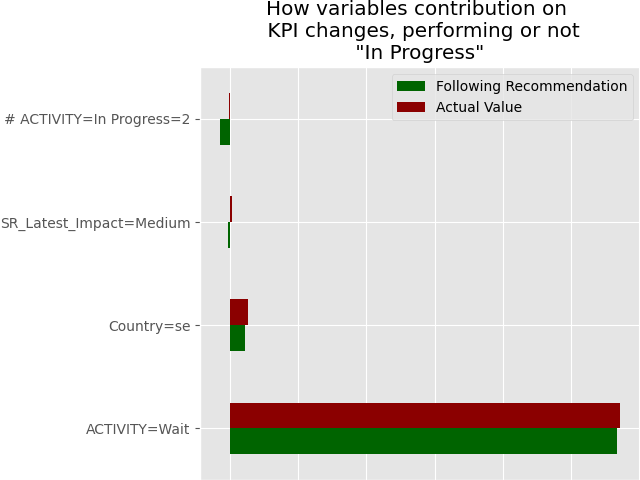 How variables contribution on
KPI changes, performing or not
"In Progress"
Following Recommendation
Actual Value
# ACTIVITY=In Progress=2
SR_Latest_Impact=Medium
Country=se
ACTIVITY=Wait